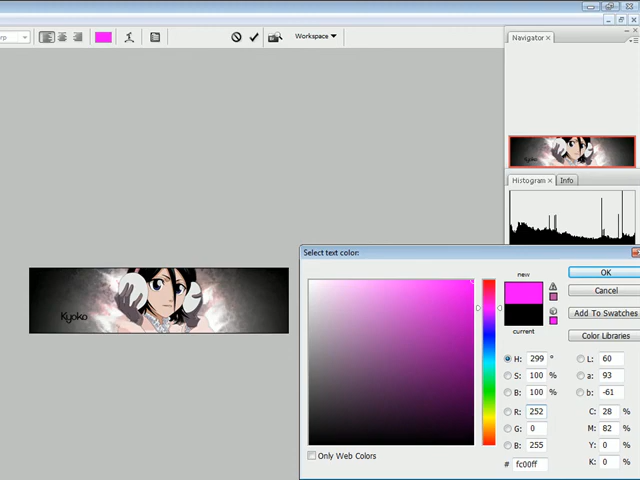 Workspace
Navigator
Kyoko
Histogram
Info
Select text color:
Kyoko
new
current
OK
Cancel
Add To Swatches
Color Libraries
H: 299 °
S: 100 %
B: 100 %
R: 252
G: 0
B: 255
# fc00ff
L: 60
a: 93
b: -61
C: 28 %
M: 82 %
Y: 0 %
K: 0 %
Only Web Colors